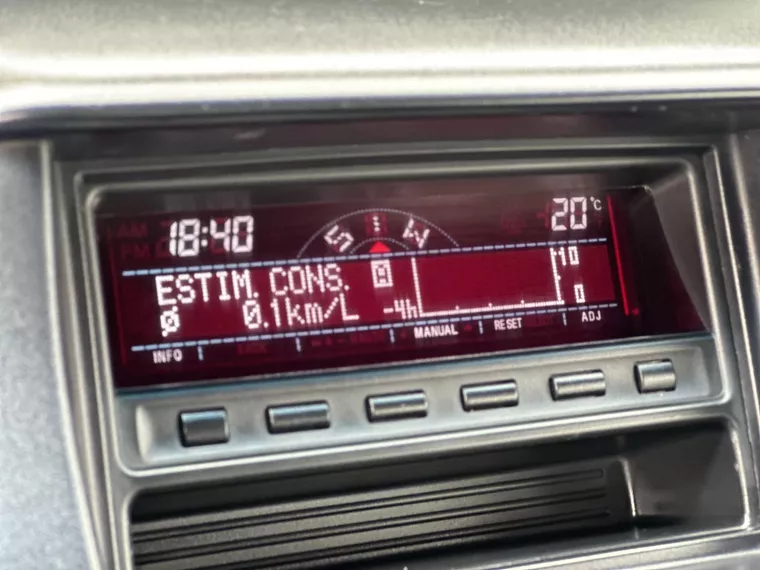 18:40
S W
20°C
ESTIM. CONS.
10
Ø 0.1km/L
-4h
0
INFO
MANUAL
RESET
ADJ